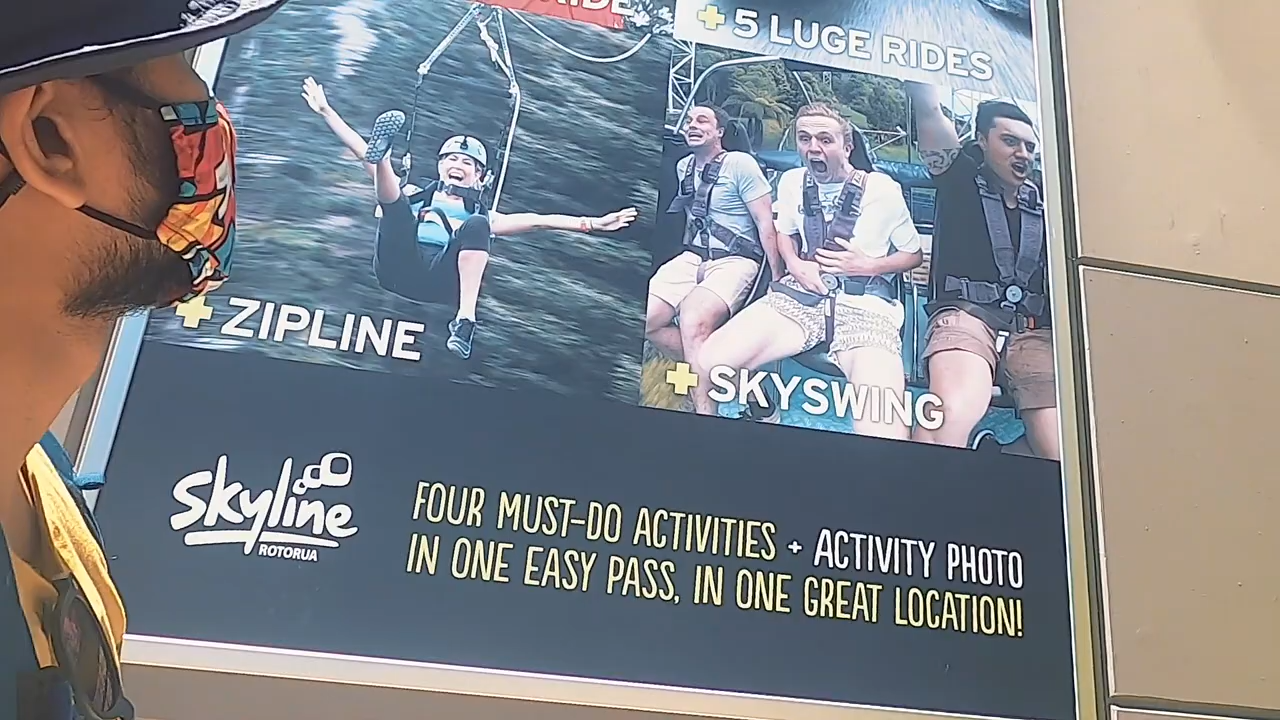 RIDE
+ 5 LUGE RIDES
+ ZIPLINE
+ SKYSWING
Skyline
ROTORUA
FOUR MUST-DO ACTIVITIES + ACTIVITY PHOTO
IN ONE EASY PASS, IN ONE GREAT LOCATION!